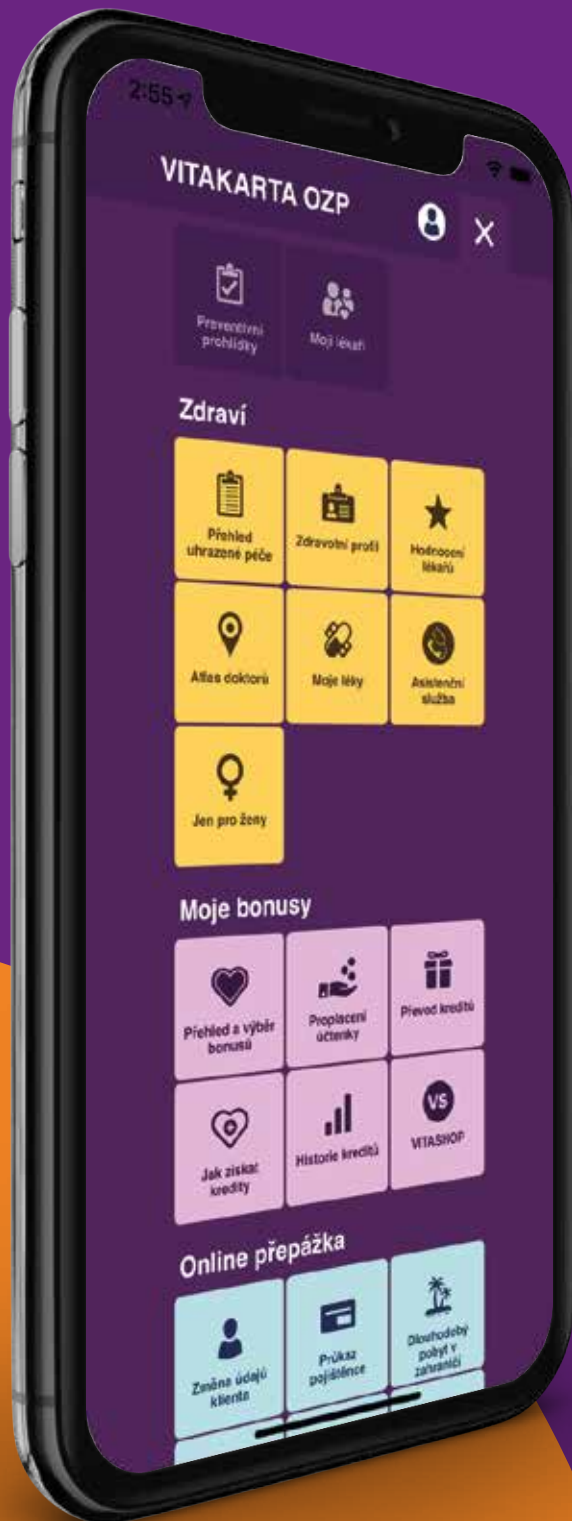 2:55
VITAKARTA OZP
Preventivní
prohlídky
Moji lékaři
Zdraví
Přehled
uhrazené péče
Zdravotní profil
Hodnocení
lékařů
Atlas doktorů
Moje léky
Asistenční
služba
Jen pro ženy
Moje bonusy
Přehled a výběr
bonusů
Proplacení
účtenky
Převod kreditů
Jak získat
kredity
Historie kreditů
VS
VITASHOP
Online přepážka
Změna údajů
klienta
Průkaz
pojištěnce
Dlouhodobý
pobyt v
zahraničí